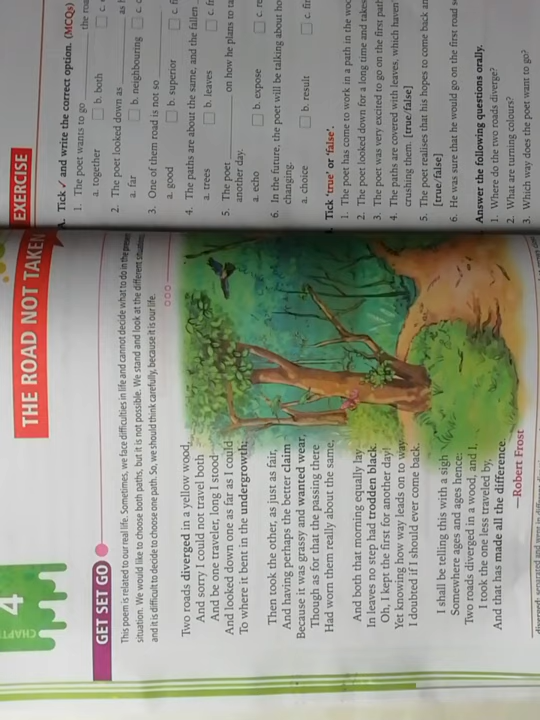 CHAPTER
4
THE ROAD NOT TAKEN
GET SET GO
This poem is related to our real life. Sometimes, we face difficulties in life and cannot decide what to do in the present
situation. We would like to choose both paths, but it is not possible. We stand and look at the different situation
and it is difficult to decide to choose one path. So, we should think carefully, because it is our life.
Two roads diverged in a yellow wood,
And sorry I could not travel both
And be one traveler, long I stood
And looked down one as far as I could
To where it bent in the undergrowth;
Then took the other, as just as fair,
And having perhaps the better claim
Because it was grassy and wanted wear,
Though as for that the passing there
Had worn them really about the same,
And both that morning equally lay
In leaves no step had trodden black.
Oh, I kept the first for another day!
Yet knowing how way leads on to way
I doubted if I should ever come back.
I shall be telling this with a sigh
Somewhere ages and ages hence:
Two roads diverged in a wood, and I,
I took the one less traveled by,
And that has made all the difference.
—Robert Frost
EXERCISE
A. Tick ✓ and write the correct option. (MCQs)
1. The poet wants to go ______ the roa
a. together b. both c.
2. The poet looked down as ______ as h
a. far b. neighbouring c.
3. One of them road is not so
a. good b. superior c. fi
4. The paths are about the same, and the fallen
a. trees b. leaves c. fr
5. The poet on how he plans to ta
another day.
a. echo b. expose c. re
6. In the future, the poet will be talking about ho
changing.
a. choice b. result c. fir
Tick 'true' or 'false'.
1. The poet has come to work in a path in the woo
2. The poet looked down for a long time and takes
3. The poet was very excited to go on the first path
4. The paths are covered with leaves, which haven'
crushing them. [true/false]
5. The poet realises that his hopes to come back an
[true/false]
6. He was sure that he would go on the first road s
Answer the following questions orally.
1. Where do the two roads diverge?
2. What are turning colours?
3. Which way does the poet want to go?